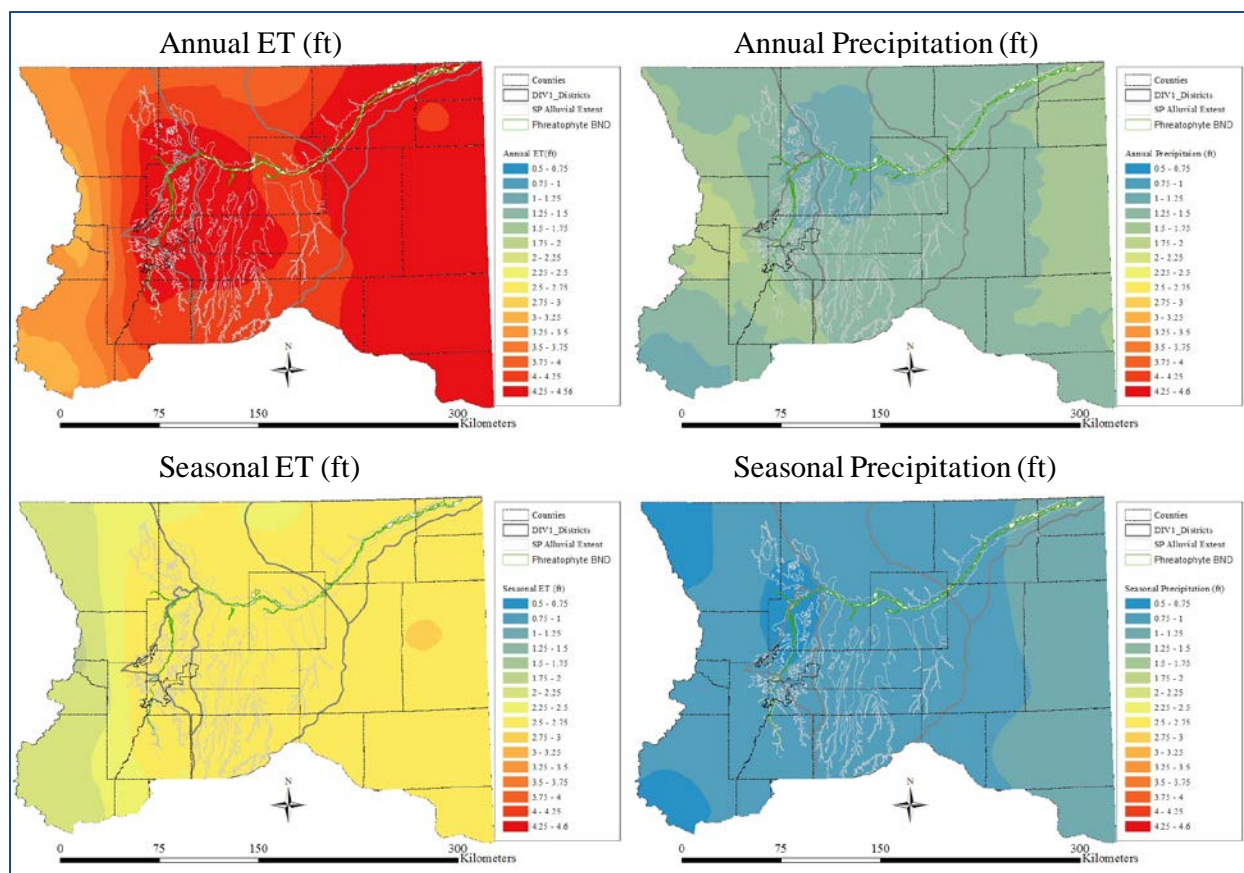 Annual ET (ft)
Counties
DIV1_Districts
SP Alluvial Extent
Phreatophyte BND
Annual ET(ft)
0.5 - 0.75
0.75 - 1
1 - 1.25
1.25 - 1.5
1.5 - 1.75
1.75 - 2
2 - 2.25
2.25 - 2.5
2.5 - 2.75
2.75 - 3
3 - 3.25
3.25 - 3.5
3.5 - 3.75
3.75 - 4
4 - 4.25
4.25 - 4.56
N
0 75 150 300
Kilometers
Annual Precipitation (ft)
Counties
DIV1_Districts
SP Alluvial Extent
Phreatophyte BND
Annual Precipitaion (ft)
0.5 - 0.75
0.75 - 1
1 - 1.25
1.25 - 1.5
1.5 - 1.75
1.75 - 2
2 - 2.25
2.25 - 2.5
2.5 - 2.75
2.75 - 3
3 - 3.25
3.25 - 3.5
3.5 - 3.75
3.75 - 4
4 - 4.25
4.25 - 4.6
N
0 75 150 300
Kilometers
Seasonal ET (ft)
Counties
DIV1_Districts
SP Alluvial Extent
Phreatophyte BND
Seasonal ET (ft)
0.5 - 0.75
0.75 - 1
1 - 1.25
1.25 - 1.5
1.5 - 1.75
1.75 - 2
2 - 2.25
2.25 - 2.5
2.5 - 2.75
2.75 - 3
3 - 3.25
3.25 - 3.5
3.5 - 3.75
3.75 - 4
4 - 4.25
4.25 - 4.6
N
0 75 150 300
Kilometers
Seasonal Precipitation (ft)
Counties
DIV1_Districts
SP Alluvial Extent
Phreatophyte BND
Seasonal Precipitation (ft)
0.5 - 0.75
0.75 - 1
1 - 1.25
1.25 - 1.5
1.5 - 1.75
1.75 - 2
2 - 2.25
2.25 - 2.5
2.5 - 2.75
2.75 - 3
3 - 3.25
3.25 - 3.5
3.5 - 3.75
3.75 - 4
4 - 4.25
4.25 - 4.6
N
0 75 150 300
Kilometers